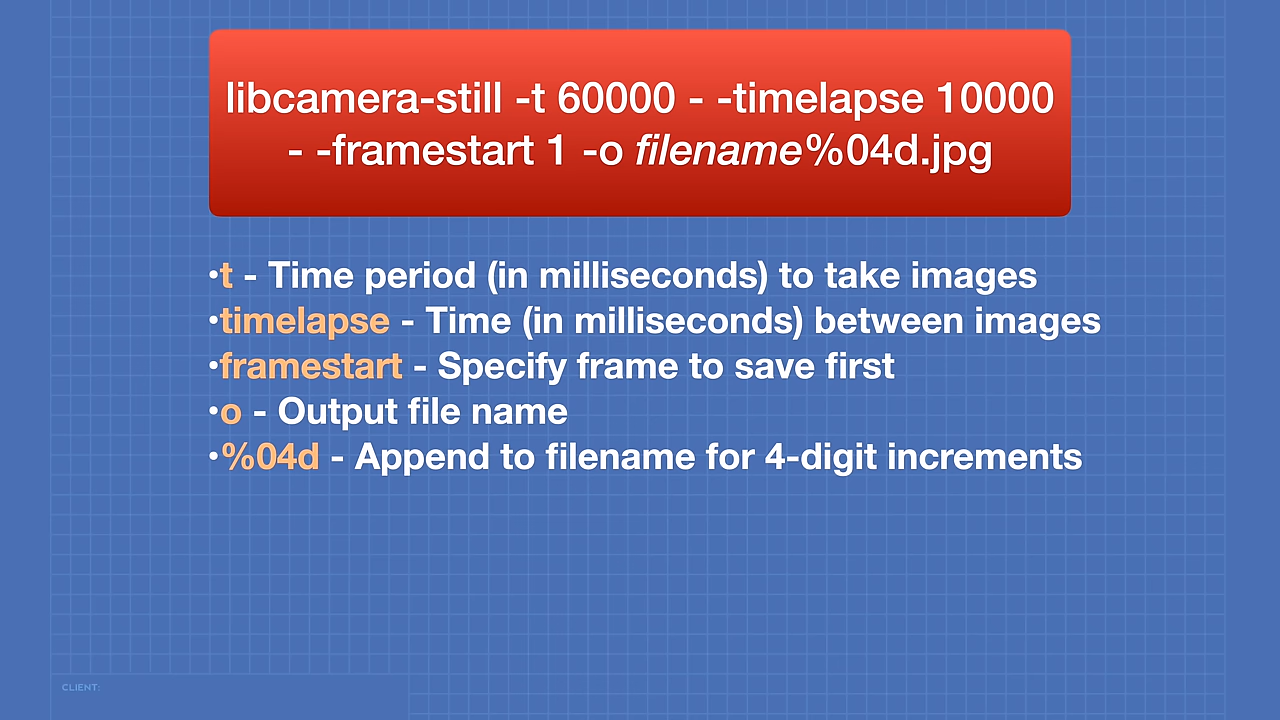 libcamera-still -t 60000 - -timelapse 10000
- -framestart 1 -o filename%04d.jpg
•t - Time period (in milliseconds) to take images
•timelapse - Time (in milliseconds) between images
•framestart - Specify frame to save first
•o - Output file name
•%04d - Append to filename for 4-digit increments
CLIENT: